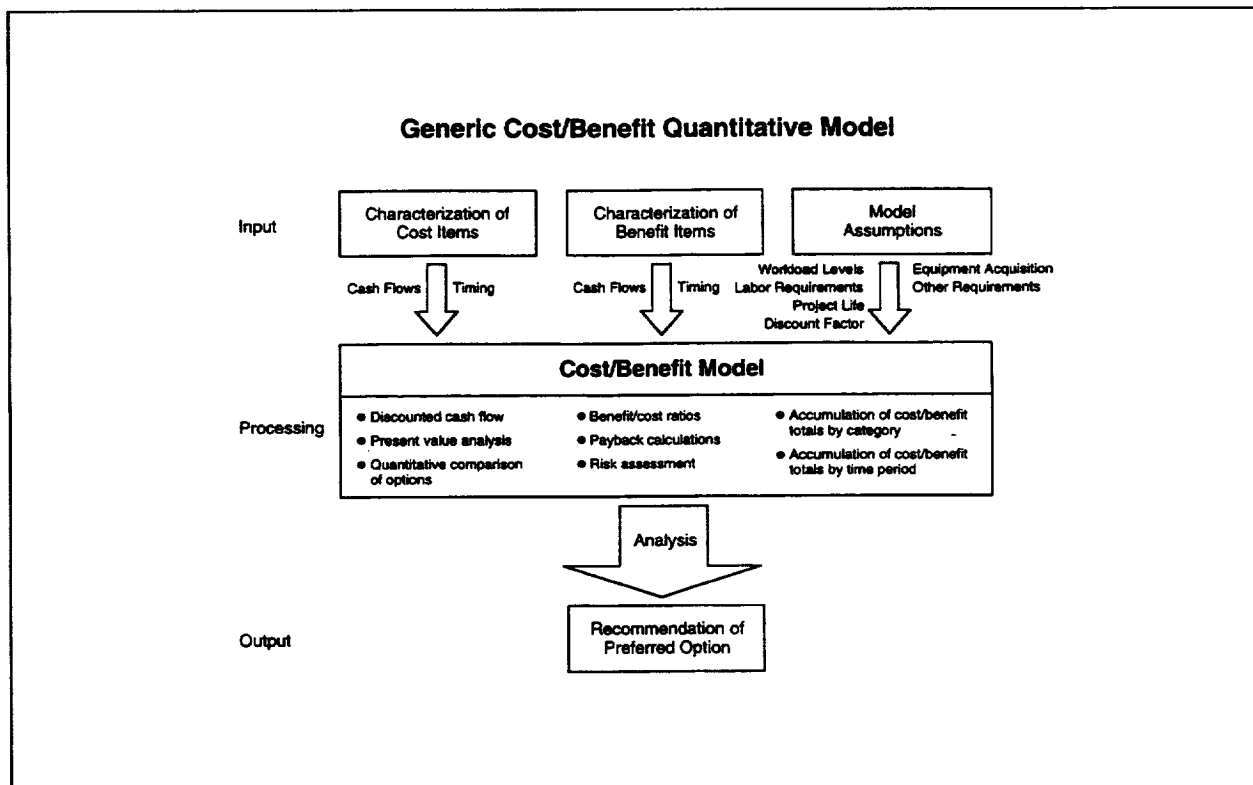 Generic Cost/Benefit Quantitative Model
Input
Characterization of
Cost Items
Characterization of
Benefit Items
Model
Assumptions
Cash Flows
Timing
Cash Flows
Timing
Workload Levels
Labor Requirements
Project Life
Discount Factor
Equipment Acquisition
Other Requirements
Processing
Cost/Benefit Model
● Discounted cash flow
● Present value analysis
● Quantitative comparison
of options
● Benefit/cost ratios
● Payback calculations
● Risk assessment
● Accumulation of cost/benefit
totals by category
● Accumulation of cost/benefit
totals by time period
Analysis
Output
Recommendation of
Preferred Option